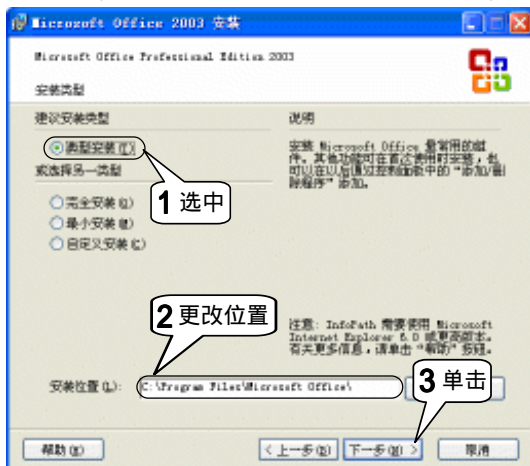 Microsoft Office 2003 安装
Microsoft Office Professional Edition 2003
安装类型
建议安装类型
典型安装(T)
或选择另一类型
1 选中
完全安装(U)
最小安装(M)
自定义安装(C)
说明
安装 Microsoft Office 最常用的组
件。其他功能可在首次使用时安装，也
可以在以后通过控制面板中的“添加/删
除程序”添加。
2 更改位置
注意: InfoPath 需要使用 Microsoft
Internet Explorer 6.0 或更高版本。
有关更多信息，请单击“帮助”按钮。
安装位置(L):
C:\Program Files\Microsoft Office\
3 单击
帮助(H)
< 上一步(B)
下一步(N) >
取消